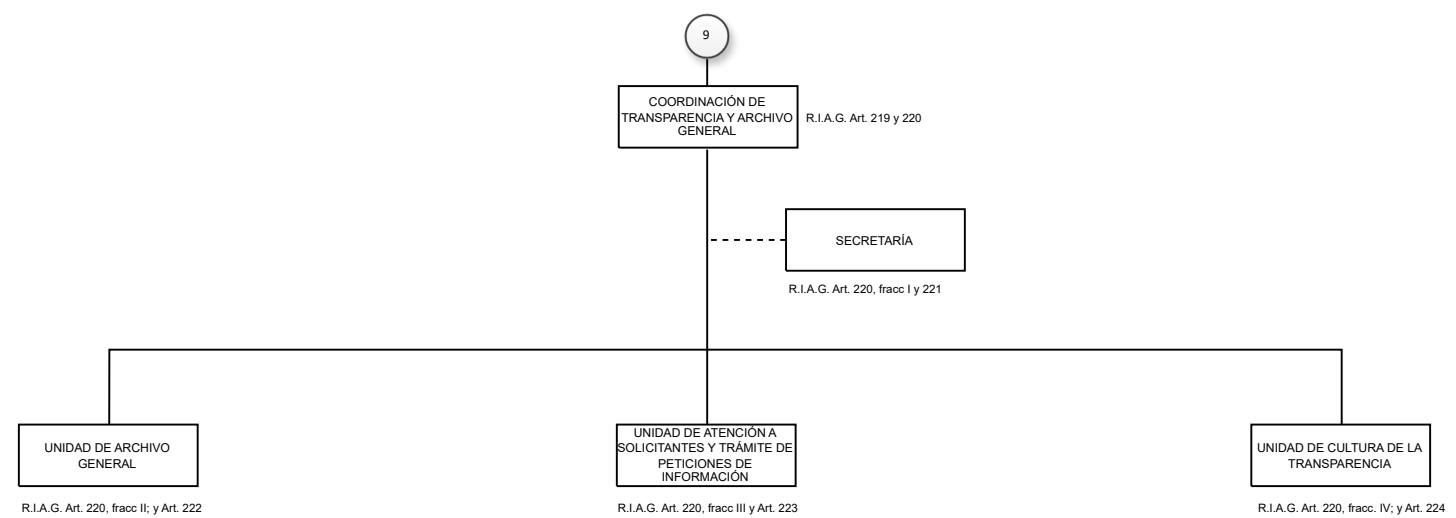 9
COORDINACIÓN DE
TRANSPARENCIA Y ARCHIVO
GENERAL
R.I.A.G. Art. 219 y 220
SECRETARÍA
R.I.A.G. Art. 220, fracc I y 221
UNIDAD DE ARCHIVO
GENERAL
R.I.A.G. Art. 220, fracc II; y Art. 222
UNIDAD DE ATENCIÓN A
SOLICITANTES Y TRÁMITE DE
PETICIONES DE
INFORMACIÓN
R.I.A.G. Art. 220, fracc III y Art. 223
UNIDAD DE CULTURA DE LA
TRANSPARENCIA
R.I.A.G. Art. 220, fracc. IV; y Art. 224